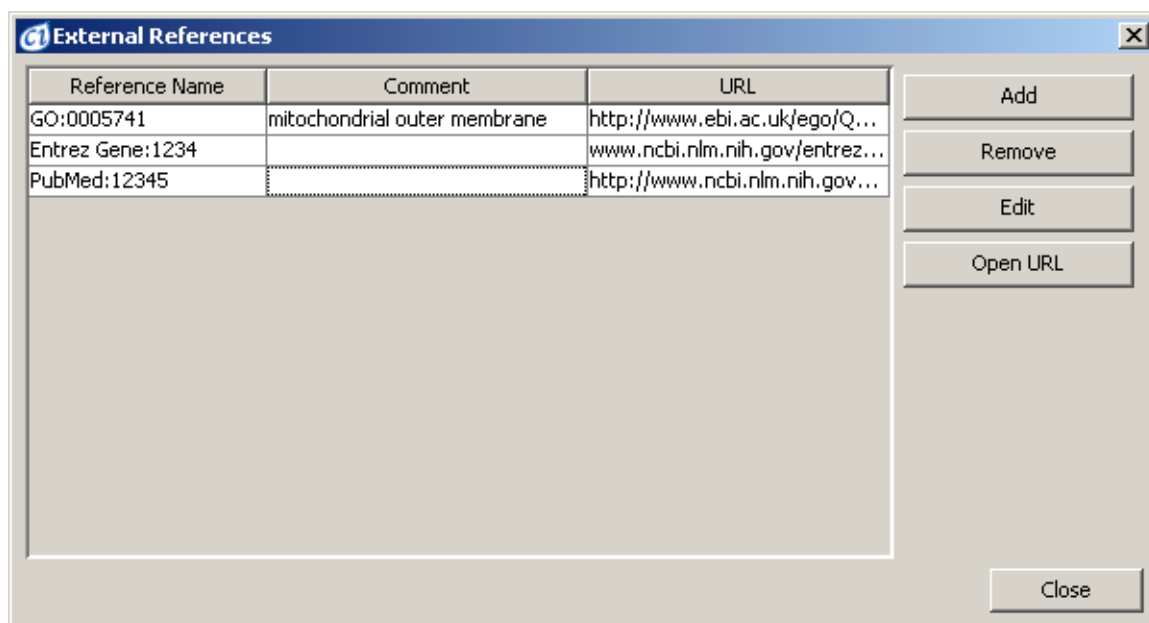 External References
Reference Name Comment URL
GO:0005741 mitochondrial outer membrane http://www.ebi.ac.uk/ego/Q...
Entrez Gene:1234 www.ncbi.nlm.nih.gov/entrez...
PubMed:12345 http://www.ncbi.nlm.nih.gov...
Add
Remove
Edit
Open URL
Close